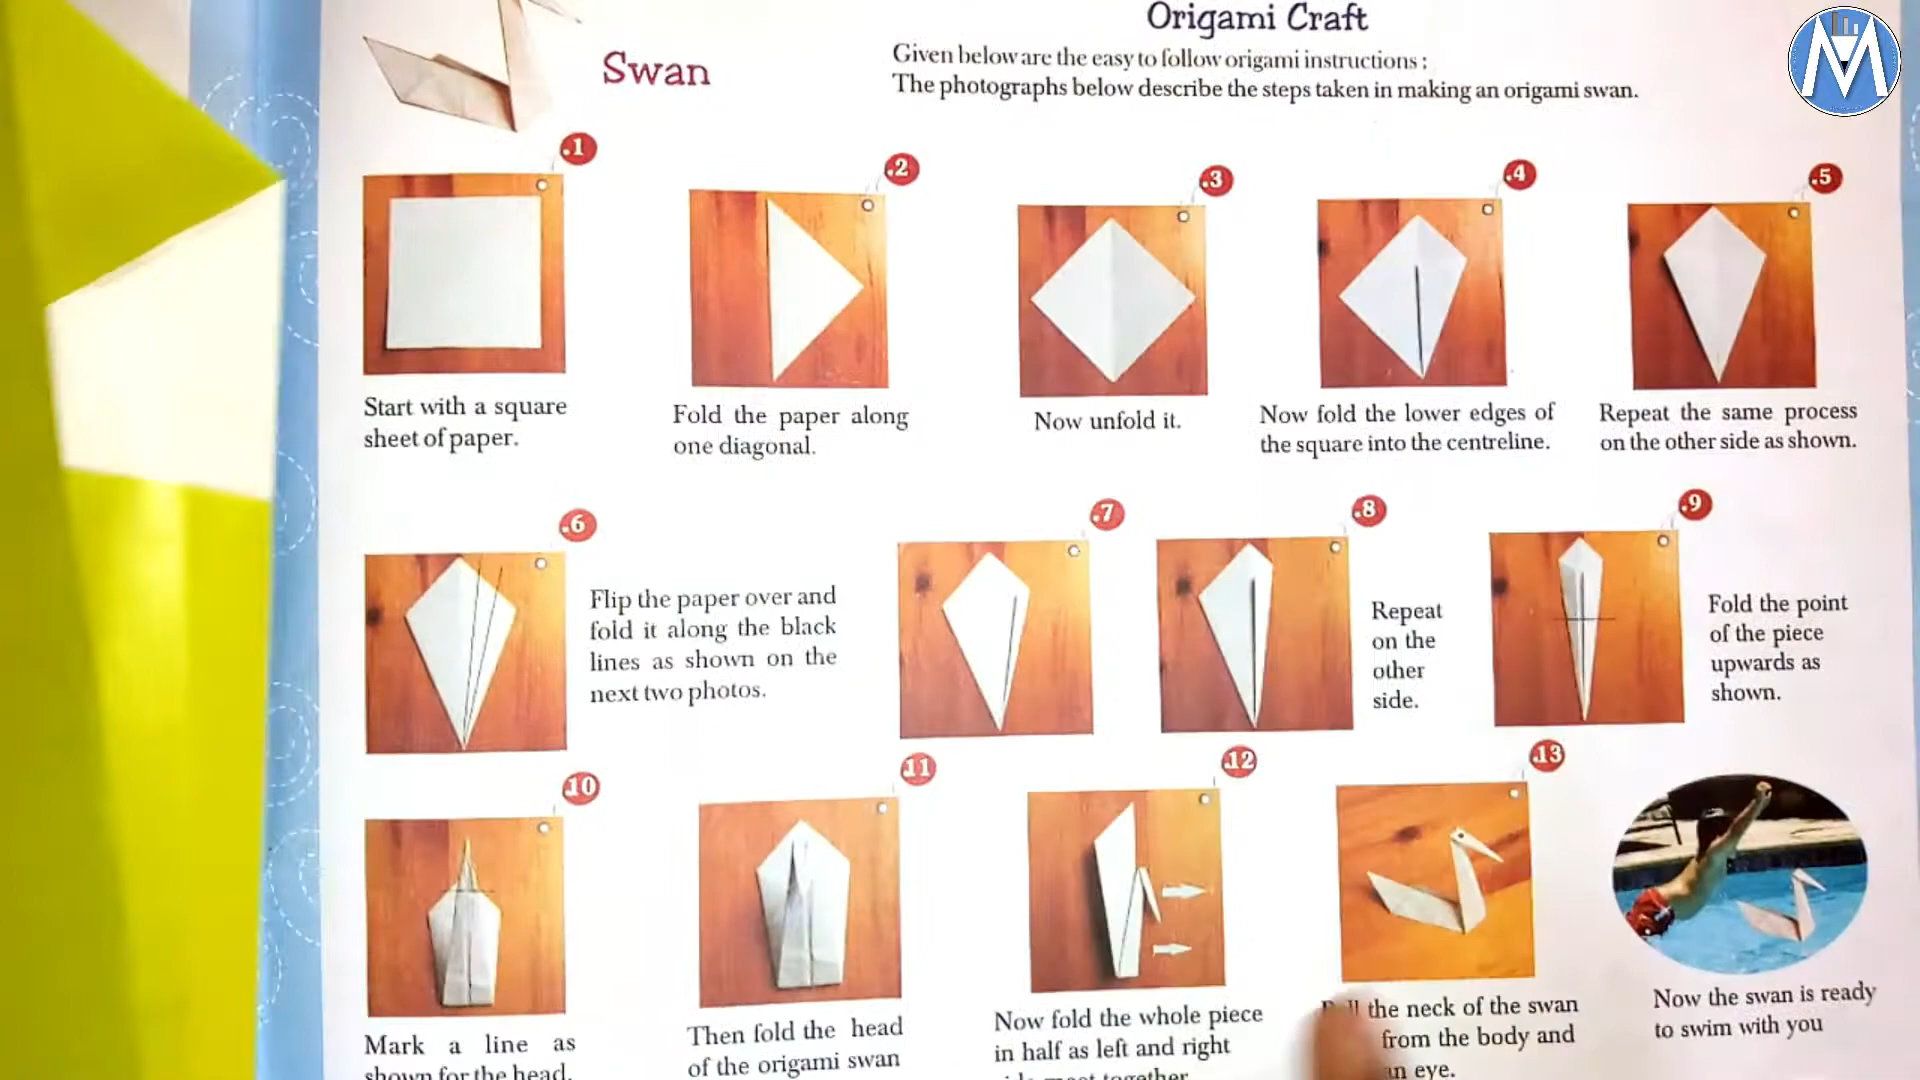 Origami Craft
Swan
Given below are the easy to follow origami instructions :
The photographs below describe the steps taken in making an origami swan.
M
.1
Start with a square
sheet of paper.
.2
Fold the paper along
one diagonal.
.3
Now unfold it.
.4
Now fold the lower edges of
the square into the centreline.
.5
Repeat the same process
on the other side as shown.
.6
Flip the paper over and
fold it along the black
lines as shown on the
next two photos.
.7
.8
Repeat
on the
other
side.
.9
Fold the point
of the piece
upwards as
shown.
.10
Mark a line as
shown for the head.
.11
Then fold the head
of the origami swan
.12
Now fold the whole piece
in half as left and right
meet together
.13
the neck of the swan
from the body and
an eye.
Now the swan is ready
to swim with you